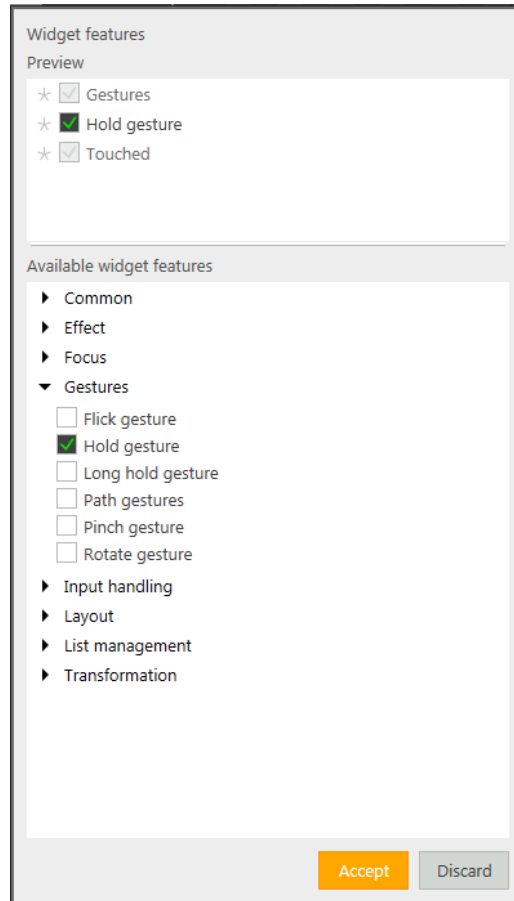 Widget features
Preview
Gestures
Hold gesture
Touched
Available widget features
Common
Effect
Focus
Gestures
Flick gesture
Hold gesture
Long hold gesture
Path gestures
Pinch gesture
Rotate gesture
Input handling
Layout
List management
Transformation
Accept Discard